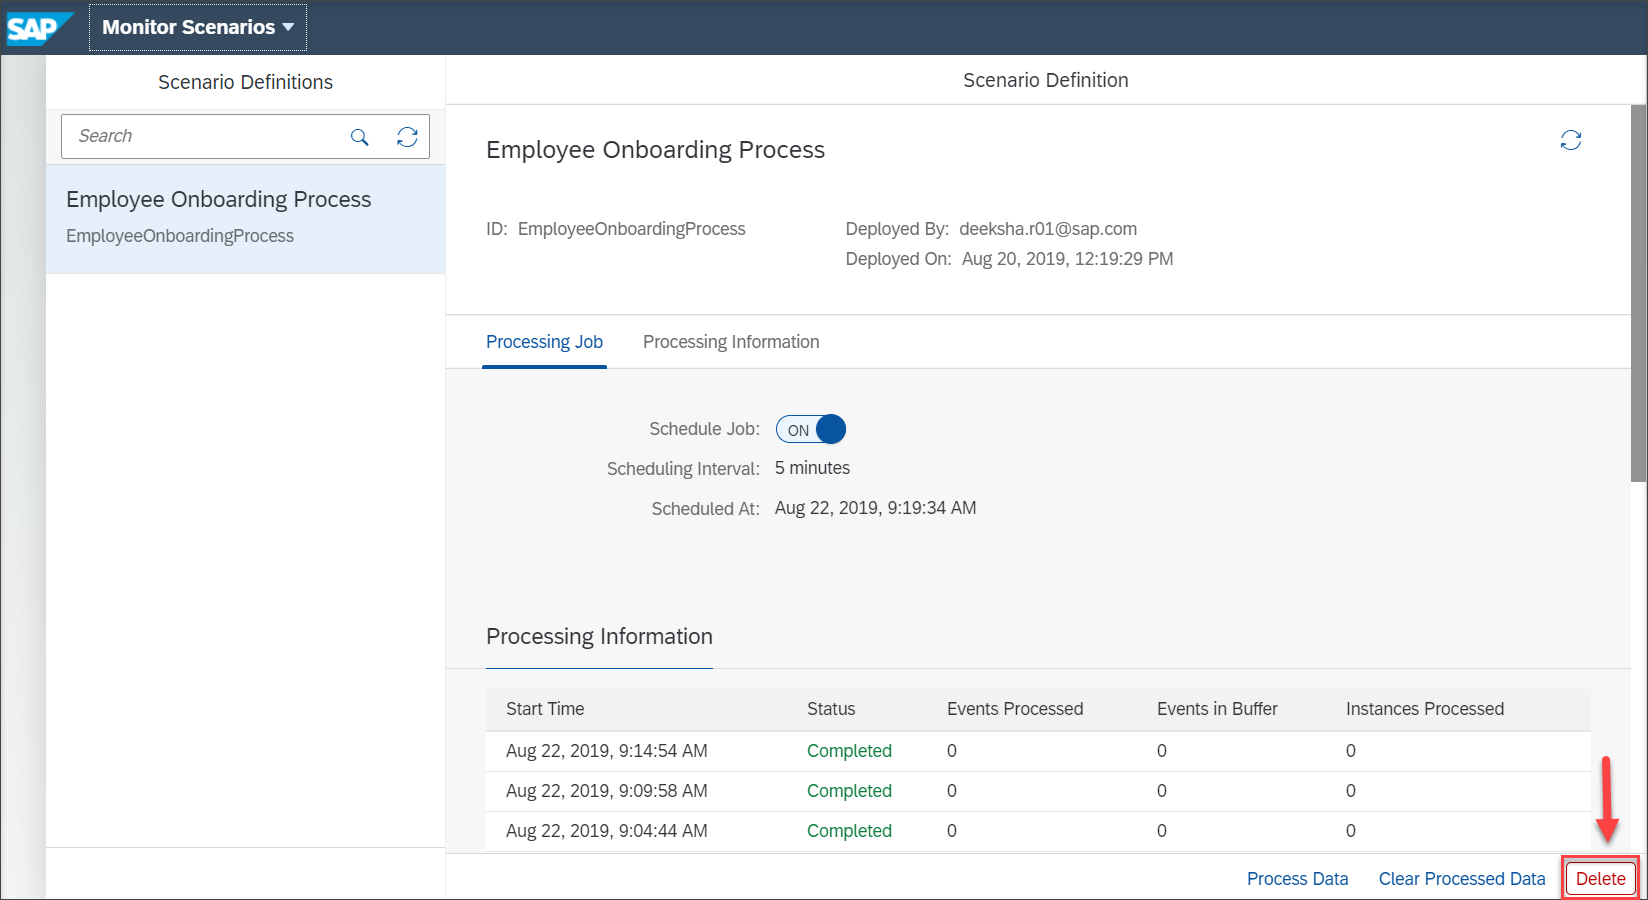 SAP Monitor Scenarios
Scenario Definitions
Search
Employee Onboarding Process
EmployeeOnboardingProcess
Scenario Definition
Employee Onboarding Process
ID: EmployeeOnboardingProcess
Deployed By: deeksha.r01@sap.com
Deployed On: Aug 20, 2019, 12:19:29 PM
Processing Job Processing Information
Schedule Job: ON
Scheduling Interval: 5 minutes
Scheduled At: Aug 22, 2019, 9:19:34 AM
Processing Information
Start Time Status Events Processed Events in Buffer Instances Processed
Aug 22, 2019, 9:14:54 AM Completed 0 0 0
Aug 22, 2019, 9:09:58 AM Completed 0 0 0
Aug 22, 2019, 9:04:44 AM Completed 0 0 0
Process Data Clear Processed Data Delete